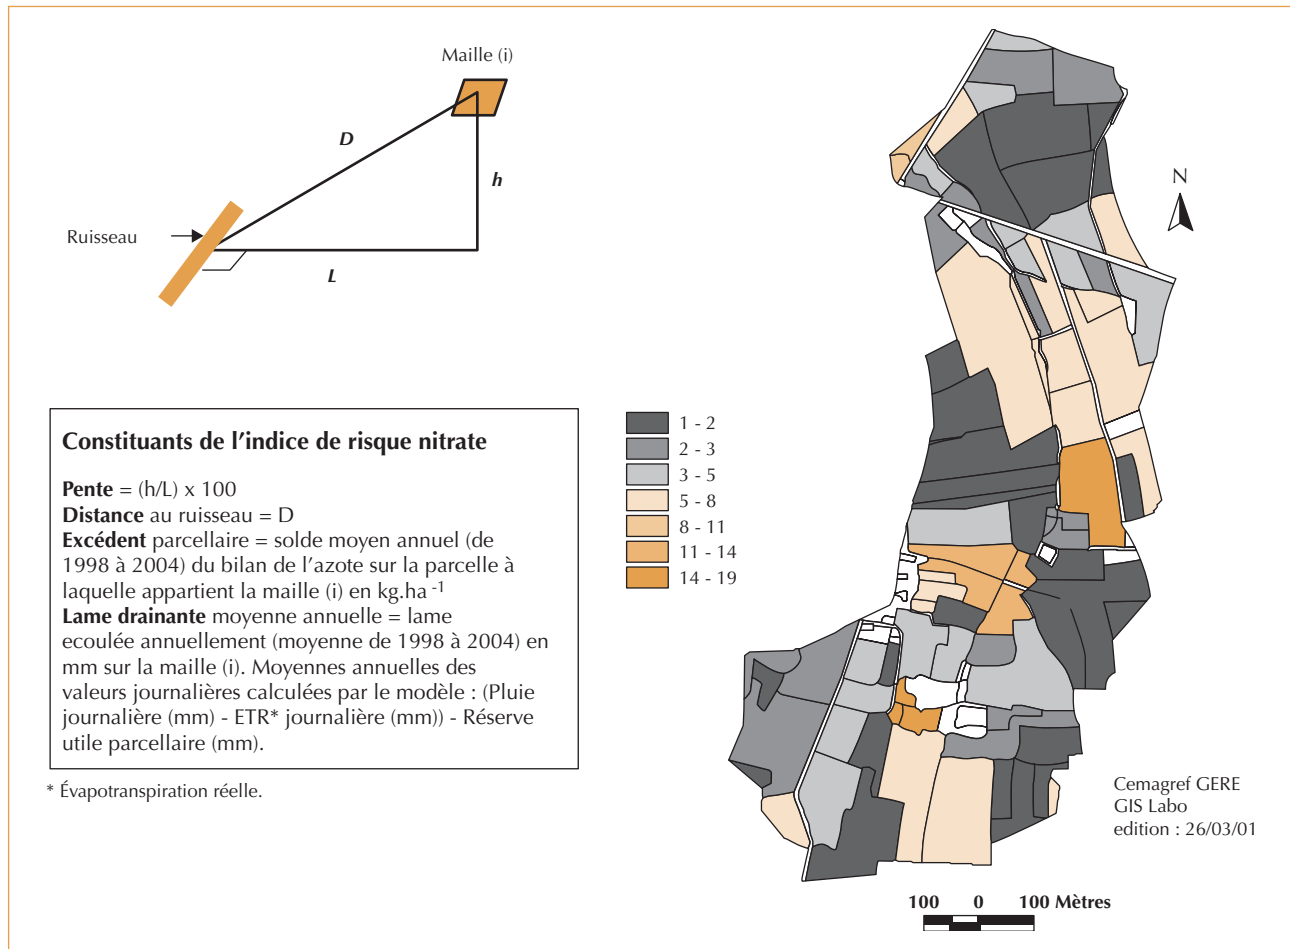 Maille (i)
D
h
Ruisseau
L
N
Constituants de l'indice de risque nitrate
Pente = (h/L) x 100
Distance au ruisseau = D
Excédent parcellaire = solde moyen annuel (de
1998 à 2004) du bilan de l'azote sur la parcelle à
laquelle appartient la maille (i) en kg.ha -1
Lame drainante moyenne annuelle = lame
ecoulée annuellement (moyenne de 1998 à 2004) en
mm sur la maille (i). Moyennes annuelles des
valeurs journalières calculées par le modèle : (Pluie
journalière (mm) - ETR* journalière (mm)) - Réserve
utile parcellaire (mm).
* Évapotranspiration réelle.
1 - 2
2 - 3
3 - 5
5 - 8
8 - 11
11 - 14
14 - 19
Cemagref GERE
GIS Labo
edition : 26/03/01
100 0 100 Mètres